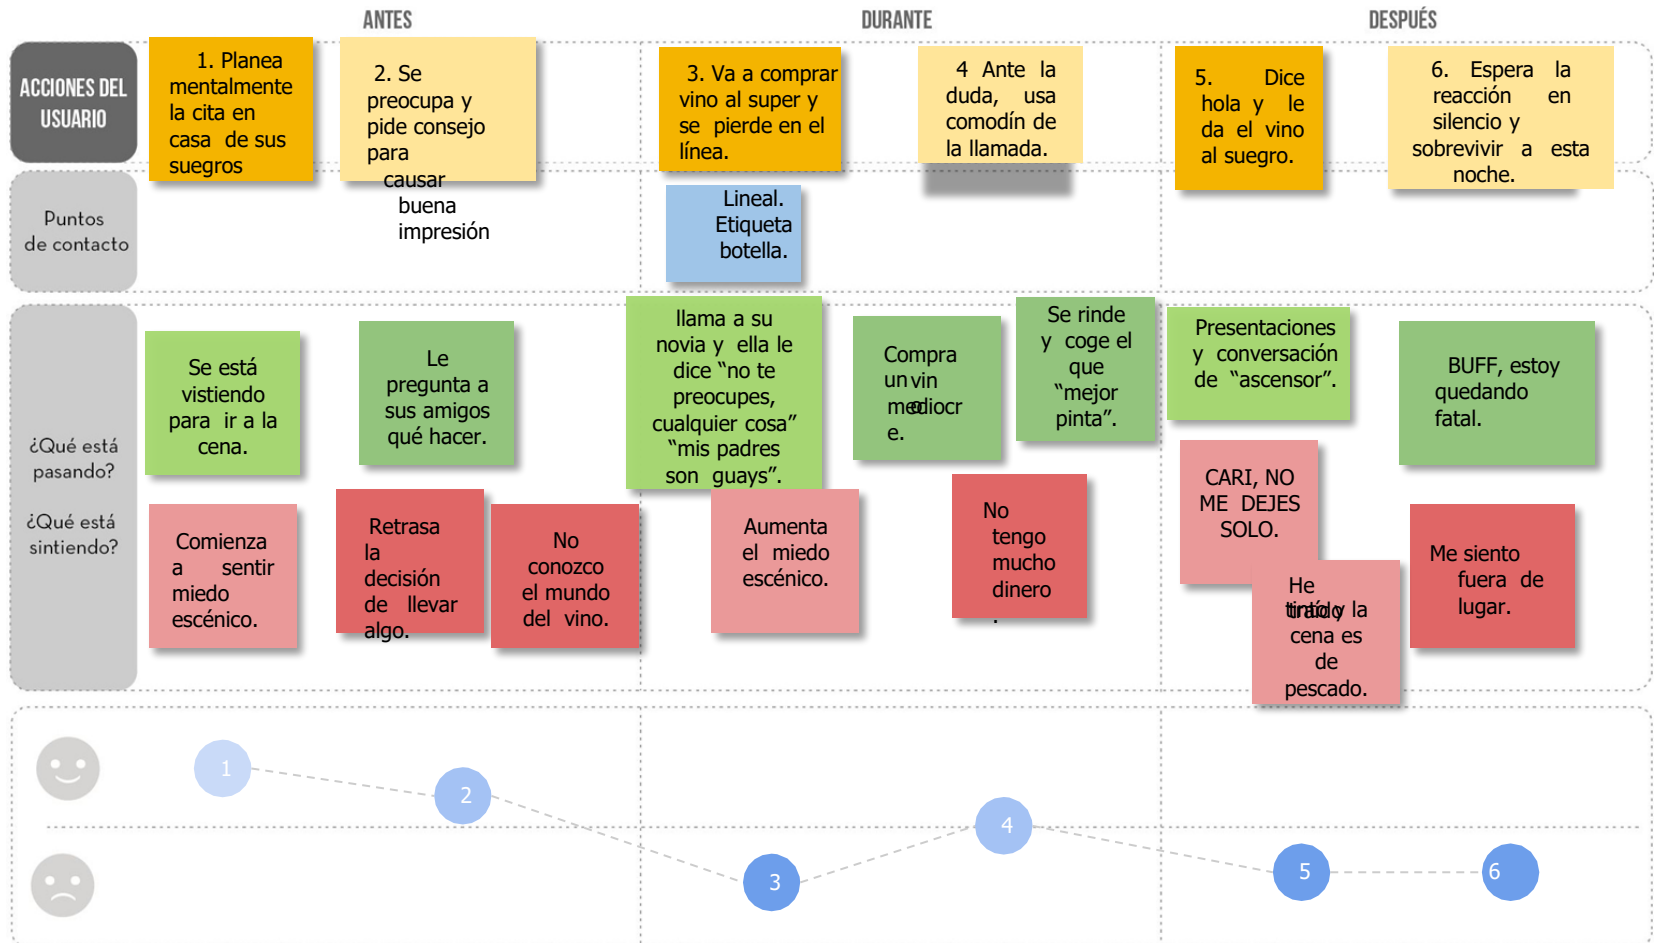 ANTES
DURANTE
DESPUÉS
ACCIONES DEL
USUARIO
1. Planea
mentalmente
la cita en
casa de sus
suegros
2. Se
preocupa y
pide consejo
para
causar
buena
impresión
3. Va a comprar
vino al super y
se pierde en el
línea.
4 Ante la
duda, usa
comodín de
la llamada.
5. Dice
hola y le
da el vino
al suegro.
6. Espera la
reacción en
silencio y
sobrevivir a esta
noche.
Puntos
de contacto
Lineal.
Etiqueta
botella.
¿Qué está
pasando?
¿Qué está
sintiendo?
Se está
vistiendo
para ir a la
cena.
Le
pregunta a
sus amigos
qué hacer.
llama a su
novia y ella le
dice “no te
preocupes,
cualquier cosa”
“mis padres
son guays”.
Compra
un vino
mediocr
e.
Se rinde
y coge el
que
“mejor
pinta”.
Presentaciones
y conversación
de “ascensor”.
BUFF, estoy
quedando
fatal.
Comienza
a sentir
miedo
escénico.
Retrasa
la
decisión
de llevar
algo.
No
conozco
el mundo
del vino.
Aumenta
el miedo
escénico.
No
tengo
mucho
dinero
.
CARI, NO
ME DEJES
SOLO.
He
traído
tinto y la
cena es
de
pescado.
Me siento
fuera de
lugar.
1
2
3
4
5
6